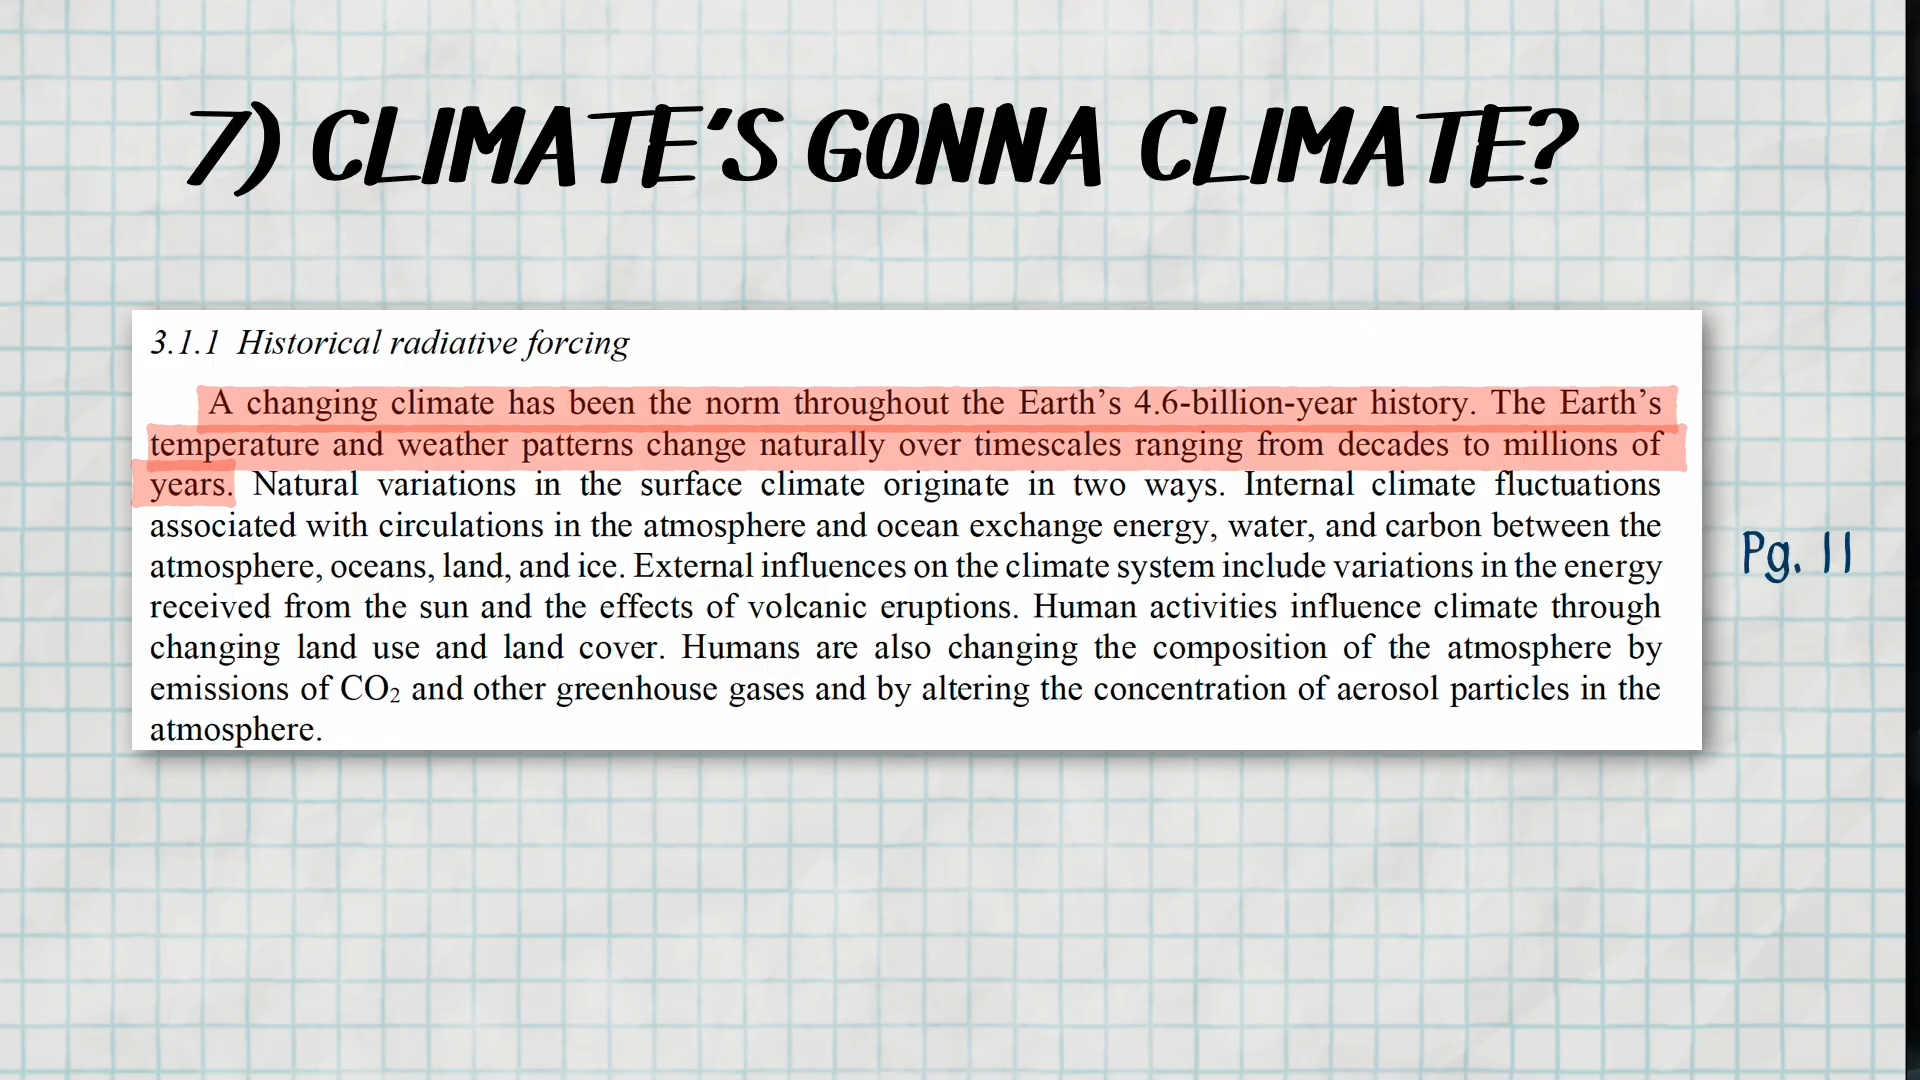 7) CLIMATE'S GONNA CLIMATE?
3.1.1 Historical radiative forcing
A changing climate has been the norm throughout the Earth’s 4.6-billion-year history. The Earth’s
temperature and weather patterns change naturally over timescales ranging from decades to millions of
years. Natural variations in the surface climate originate in two ways. Internal climate fluctuations
associated with circulations in the atmosphere and ocean exchange energy, water, and carbon between the
atmosphere, oceans, land, and ice. External influences on the climate system include variations in the energy
received from the sun and the effects of volcanic eruptions. Human activities influence climate through
changing land use and land cover. Humans are also changing the composition of the atmosphere by
emissions of CO₂ and other greenhouse gases and by altering the concentration of aerosol particles in the
atmosphere.
Pg. 11